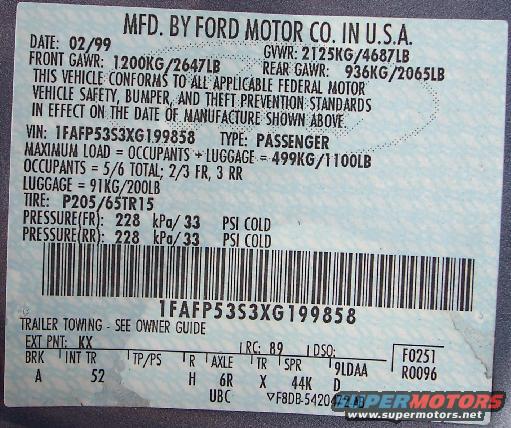 MFD. BY FORD MOTOR CO. IN U.S.A.
DATE: 02/99 GVWR: 2125KG/4687LB
FRONT GAWR: 1200KG/2647LB REAR GAWR: 936KG/2065LB
THIS VEHICLE CONFORMS TO ALL APPLICABLE FEDERAL MOTOR
VEHICLE SAFETY, BUMPER, AND THEFT PREVENTION STANDARDS
IN EFFECT ON THE DATE OF MANUFACTURE SHOWN ABOVE.
VIN: 1FAFP53S3XG199858 TYPE: PASSENGER
MAXIMUM LOAD = OCCUPANTS + LUGGAGE = 499KG/1100LB
OCCUPANTS = 5/6 TOTAL; 2/3 FR, 3 RR
LUGGAGE = 91KG/200LB
TIRE: P205/65TR15
PRESSURE(FR): 228 kPa/33 PSI COLD
PRESSURE(RR): 228 kPa/33 PSI COLD
1FAFP53S3XG199858
TRAILER TOWING - SEE OWNER GUIDE
EXT PNT: KX RC: 89 DSO: F0251
BRK INT TR TP/PS R AXLE TR SPR 9LDAA R0096
A 52 H 6R X 44K D
UBC ▽F8DB-5420472AB
SUPERMOTORS
www.supermotors.net